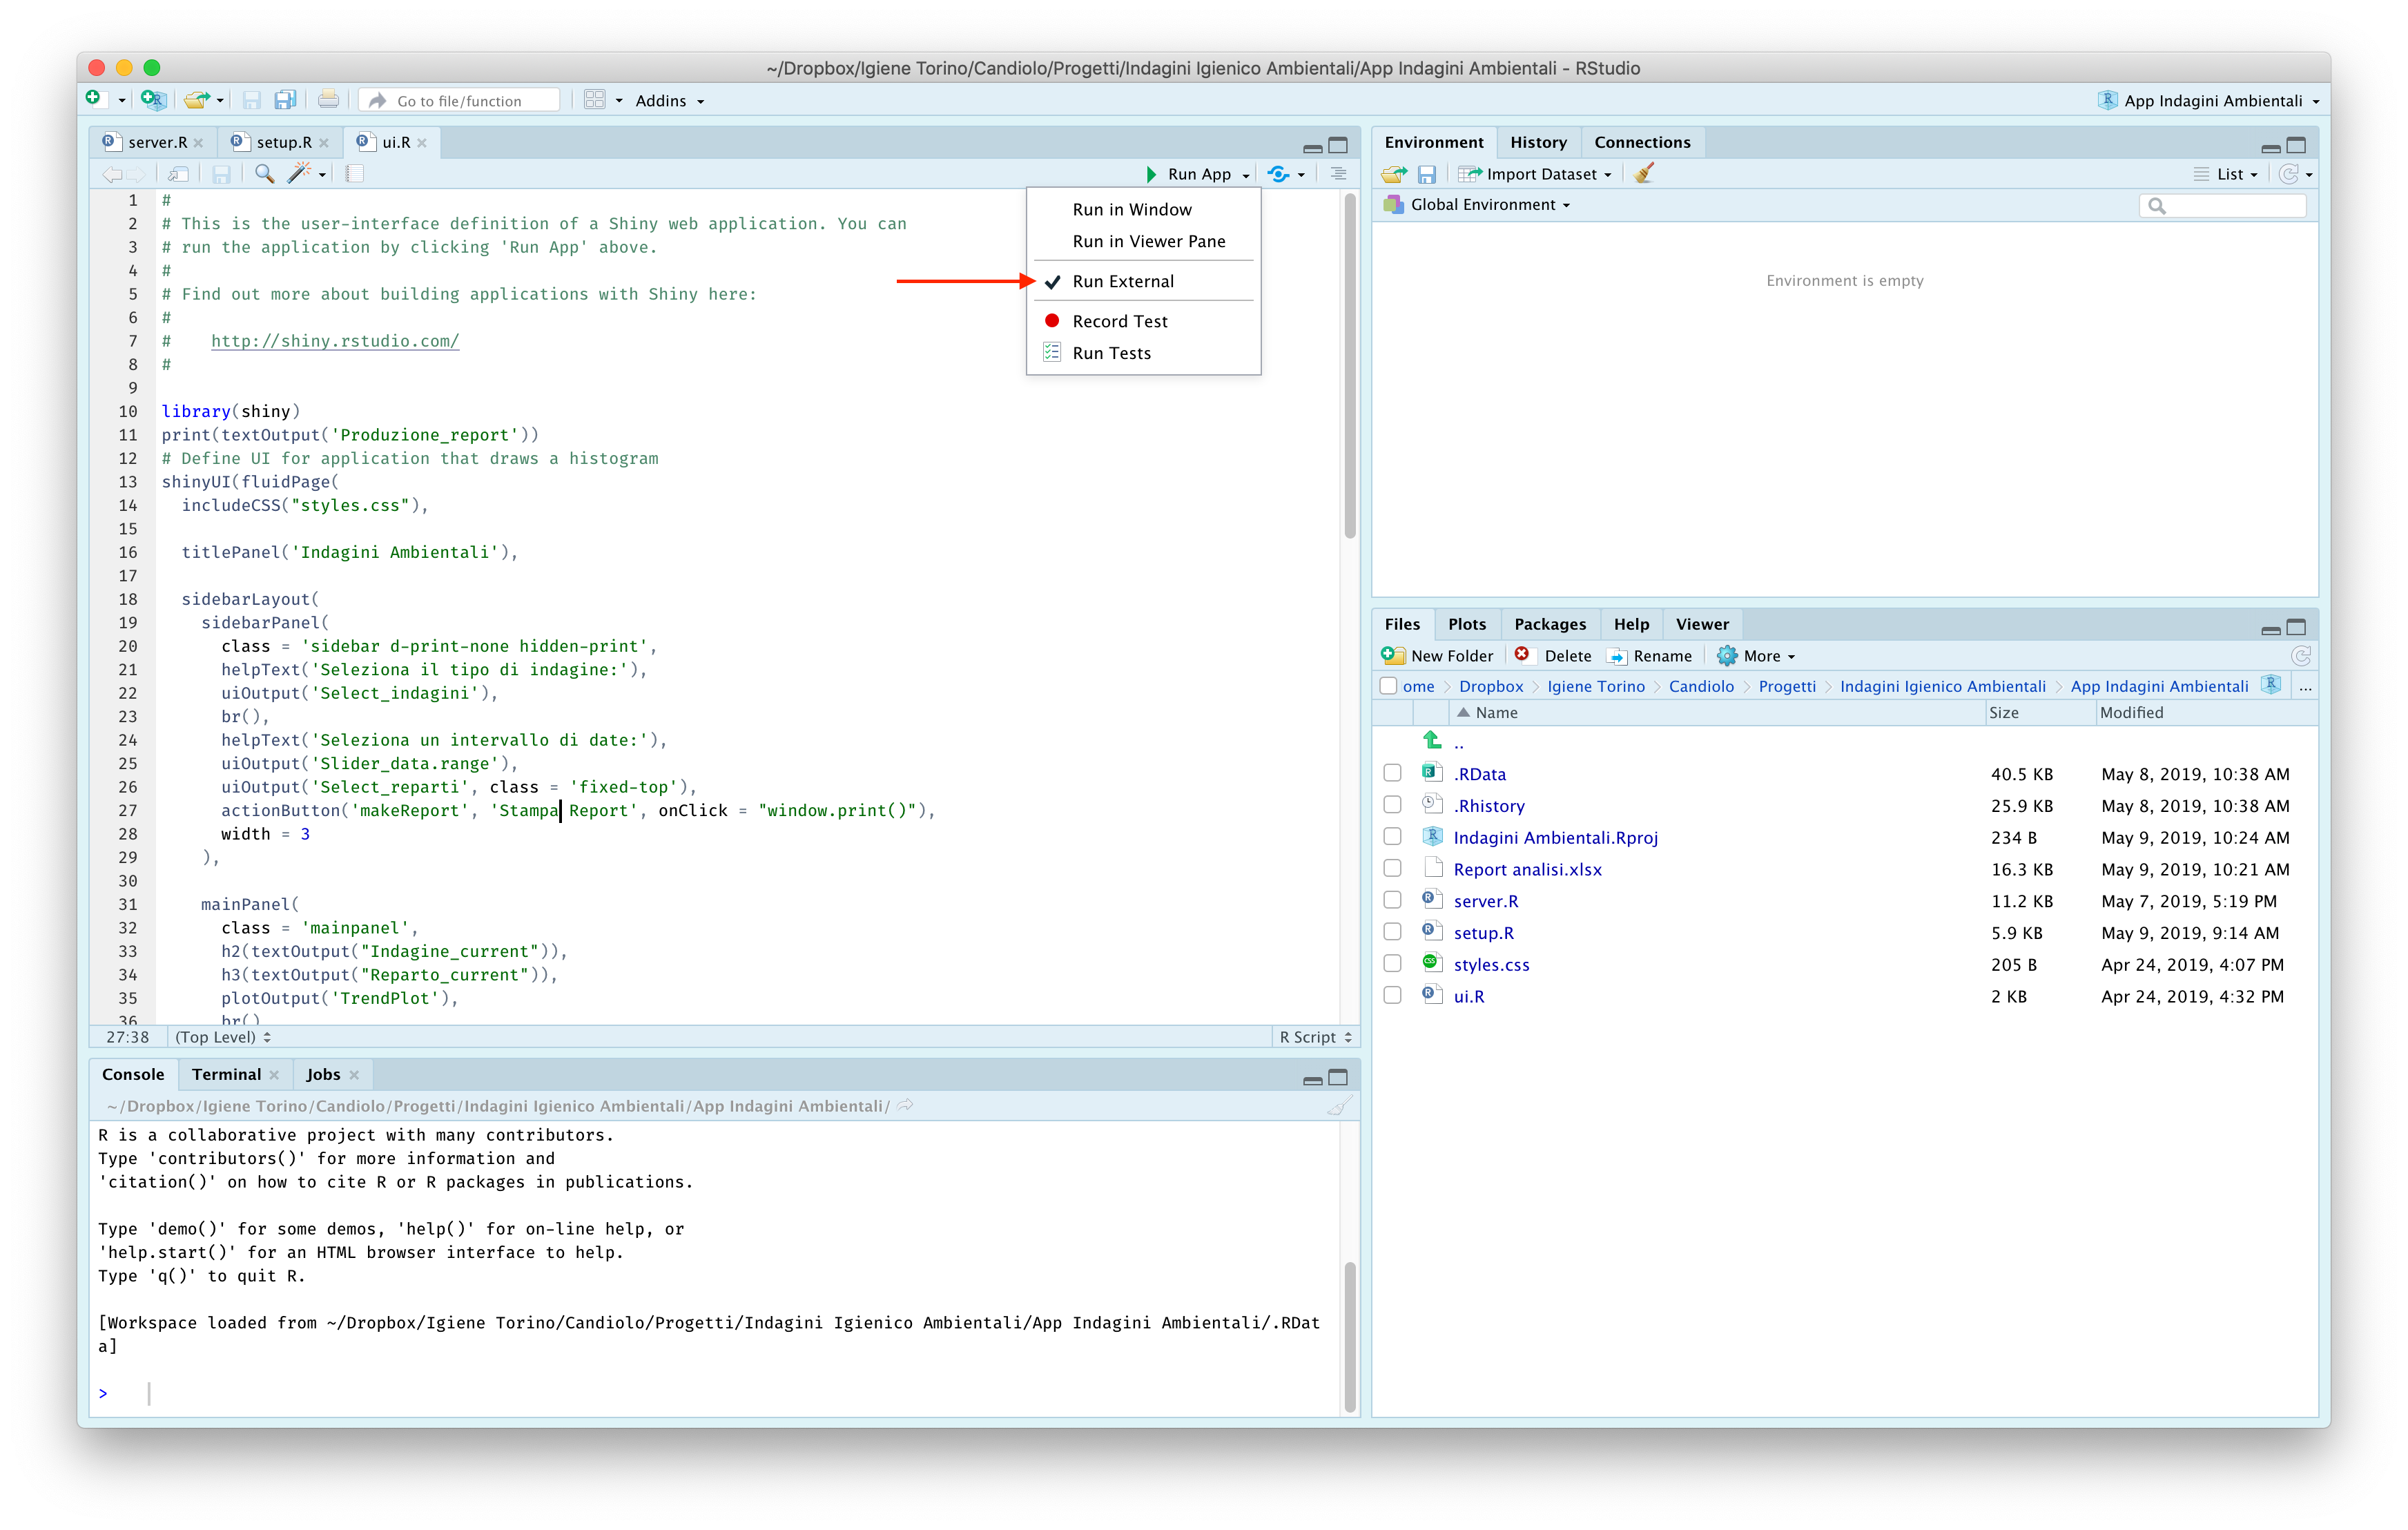 ~/Dropbox/Igiene Torino/Candiolo/Progetti/Indagini Igienico Ambientali/App Indagini Ambientali - RStudio
Go to file/function
Addins
App Indagini Ambientali
server.R
setup.R
ui.R
Run App
Run in Window
Run in Viewer Pane
Run External
Record Test
Run Tests
1 #
2 # This is the user-interface definition of a Shiny web application. You can
3 # run the application by clicking 'Run App' above.
4 #
5 # Find out more about building applications with Shiny here:
6 #
7 #    http://shiny.rstudio.com/
8 #
9
10 library(shiny)
11 print(textOutput('Produzione_report'))
12 # Define UI for application that draws a histogram
13 shinyUI(fluidPage(
14   includeCSS("styles.css"),
15
16   titlePanel('Indagini Ambientali'),
17
18   sidebarLayout(
19     sidebarPanel(
20       class = 'sidebar d-print-none hidden-print',
21       helpText('Seleziona il tipo di indagine:'),
22       uiOutput('Select_indagini'),
23       br(),
24       helpText('Seleziona un intervallo di date:'),
25       uiOutput('Slider_data.range'),
26       uiOutput('Select_reparti', class = 'fixed-top'),
27       actionButton('makeReport', 'Stampa Report', onClick = "window.print()"),
28       width = 3
29     ),
30
31     mainPanel(
32       class = 'mainpanel',
33       h2(textOutput("Indagine_current")),
34       h3(textOutput("Reparto_current")),
35       plotOutput('TrendPlot'),
36       br()
27:38
(Top Level)
R Script
Console
Terminal
Jobs
~/Dropbox/Igiene Torino/Candiolo/Progetti/Indagini Igienico Ambientali/App Indagini Ambientali/
R is a collaborative project with many contributors.
Type 'contributors()' for more information and
'citation()' on how to cite R or R packages in publications.
Type 'demo()' for some demos, 'help()' for on-line help, or
'help.start()' for an HTML browser interface to help.
Type 'q()' to quit R.
[Workspace loaded from ~/Dropbox/Igiene Torino/Candiolo/Progetti/Indagini Igienico Ambientali/App Indagini Ambientali/.RDat
a]
>
Environment
History
Connections
Import Dataset
List
Global Environment
Environment is empty
Files
Plots
Packages
Help
Viewer
New Folder
Delete
Rename
More
ome
Dropbox
Igiene Torino
Candiolo
Progetti
Indagini Igienico Ambientali
App Indagini Ambientali
...
Name Size Modified
..
.RData 40.5 KB May 8, 2019, 10:38 AM
.Rhistory 25.9 KB May 8, 2019, 10:38 AM
Indagini Ambientali.Rproj 234 B May 9, 2019, 10:24 AM
Report analisi.xlsx 16.3 KB May 9, 2019, 10:21 AM
server.R 11.2 KB May 7, 2019, 5:19 PM
setup.R 5.9 KB May 9, 2019, 9:14 AM
styles.css 205 B Apr 24, 2019, 4:07 PM
ui.R 2 KB Apr 24, 2019, 4:32 PM